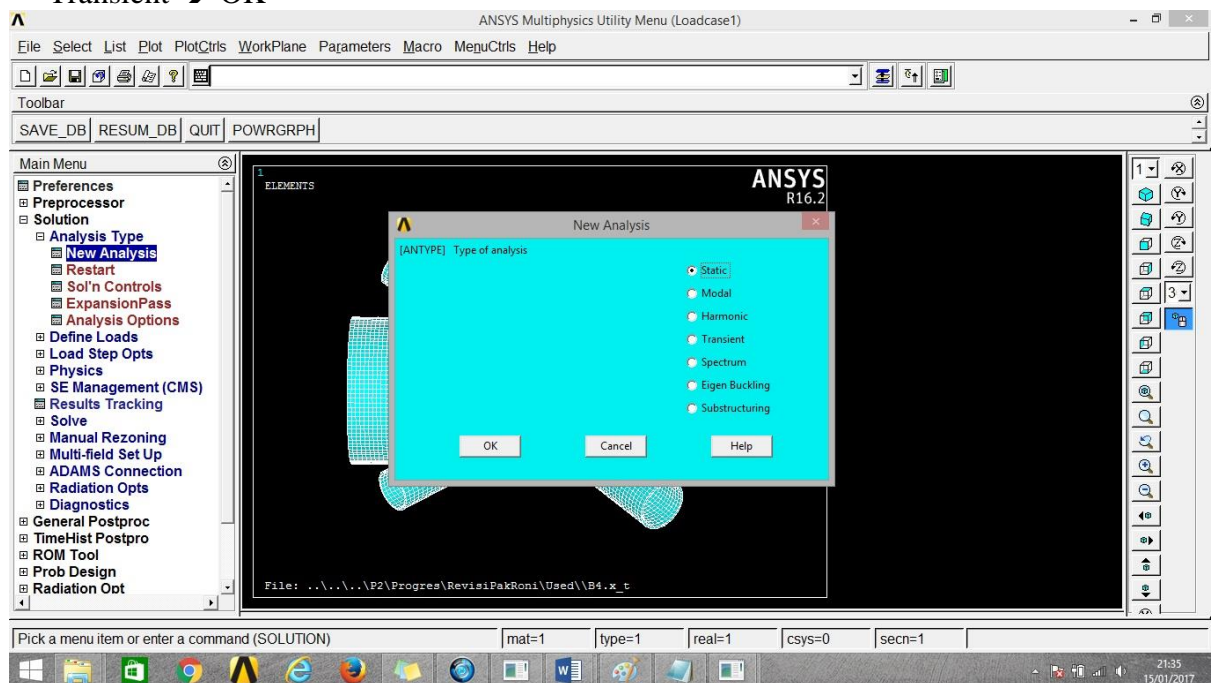 Transient 2 OK
ANSYS Multiphysics Utility Menu (Loadcase1)
File Select List Plot PlotCtrls WorkPlane Parameters Macro MenuCtrls Help
Toolbar
SAVE_DB RESUM_DB QUIT POWRGRPH
Main Menu
Preferences
Preprocessor
Solution
Analysis Type
New Analysis
Restart
Sol'n Controls
ExpansionPass
Analysis Options
Define Loads
Load Step Opts
Physics
SE Management (CMS)
Results Tracking
Solve
Manual Rezoning
Multi-field Set Up
ADAMS Connection
Radiation Opts
Diagnostics
General Postproc
TimeHist Postpro
ROM Tool
Prob Design
Radiation Opt
1
ELEMENTS
ANSYS
R16.2
New Analysis
[ANTYPE] Type of analysis
Static
Modal
Harmonic
Transient
Spectrum
Eigen Buckling
Substructuring
OK Cancel Help
File: ..\..\..\P2\Progres\RevisiPakRoni\Used\\B4.x_t
1
3
Pick a menu item or enter a command (SOLUTION) mat=1 type=1 real=1 csys=0 secn=1
21:35
15/01/2017